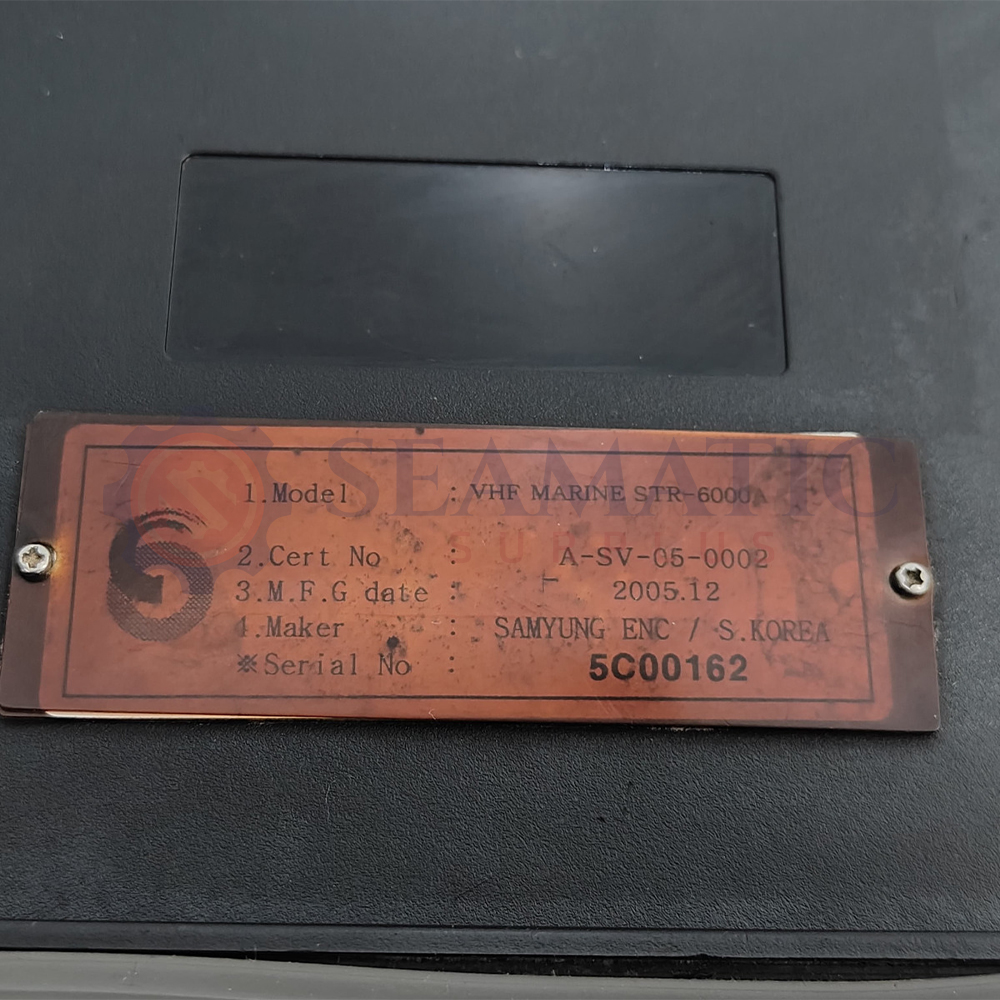 SEAMATIC
SURPLUS
1.Model : VHF MARINE STR-6000A
2.Cert No : A-SV-05-0002
3.M.F.G date : 2005.12
4.Maker : SAMYUNG ENC / S.KOREA
※Serial No : 5C00162